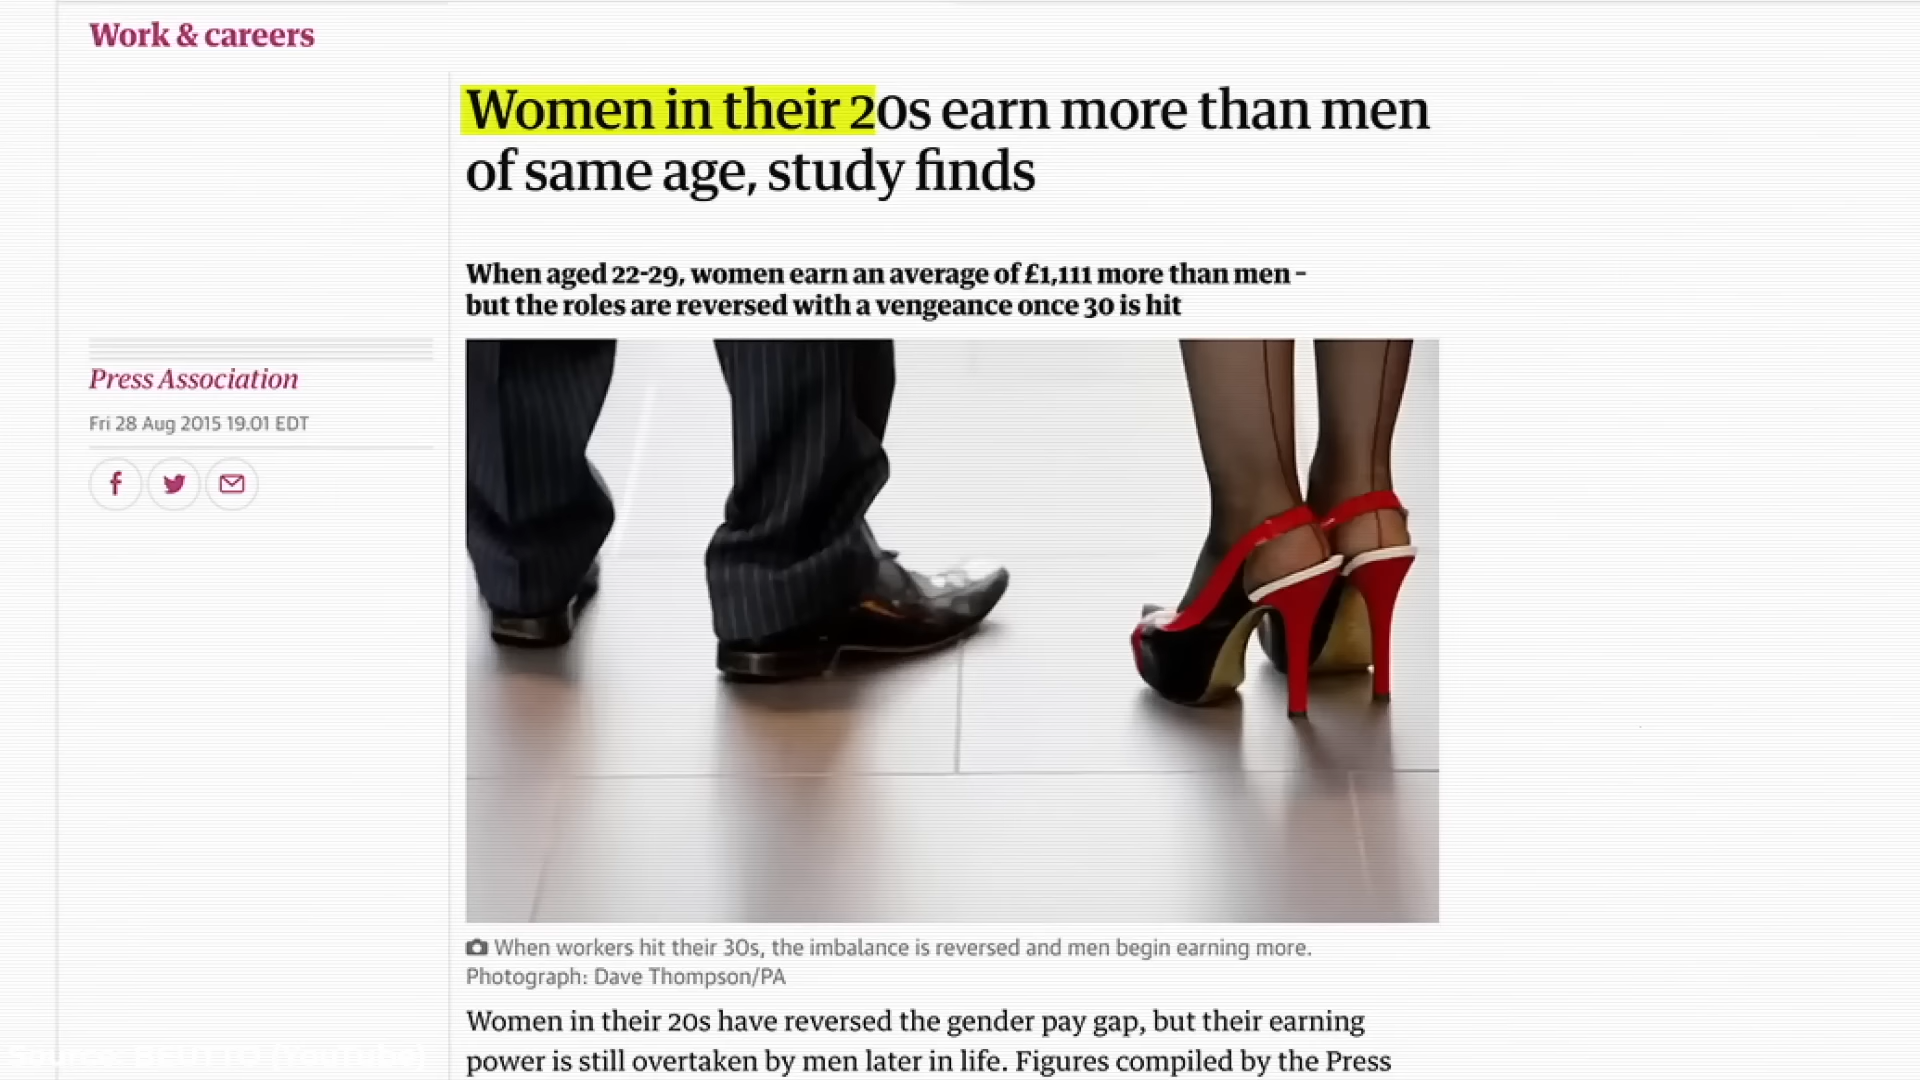 Work & careers
Women in their 20s earn more than men
of same age, study finds
When aged 22-29, women earn an average of £1,111 more than men –
but the roles are reversed with a vengeance once 30 is hit
Press Association
Fri 28 Aug 2015 19.01 EDT
When workers hit their 30s, the imbalance is reversed and men begin earning more.
Photograph: Dave Thompson/PA
Women in their 20s have reversed the gender pay gap, but their earning
power is still overtaken by men later in life. Figures compiled by the Press
(YouTube)